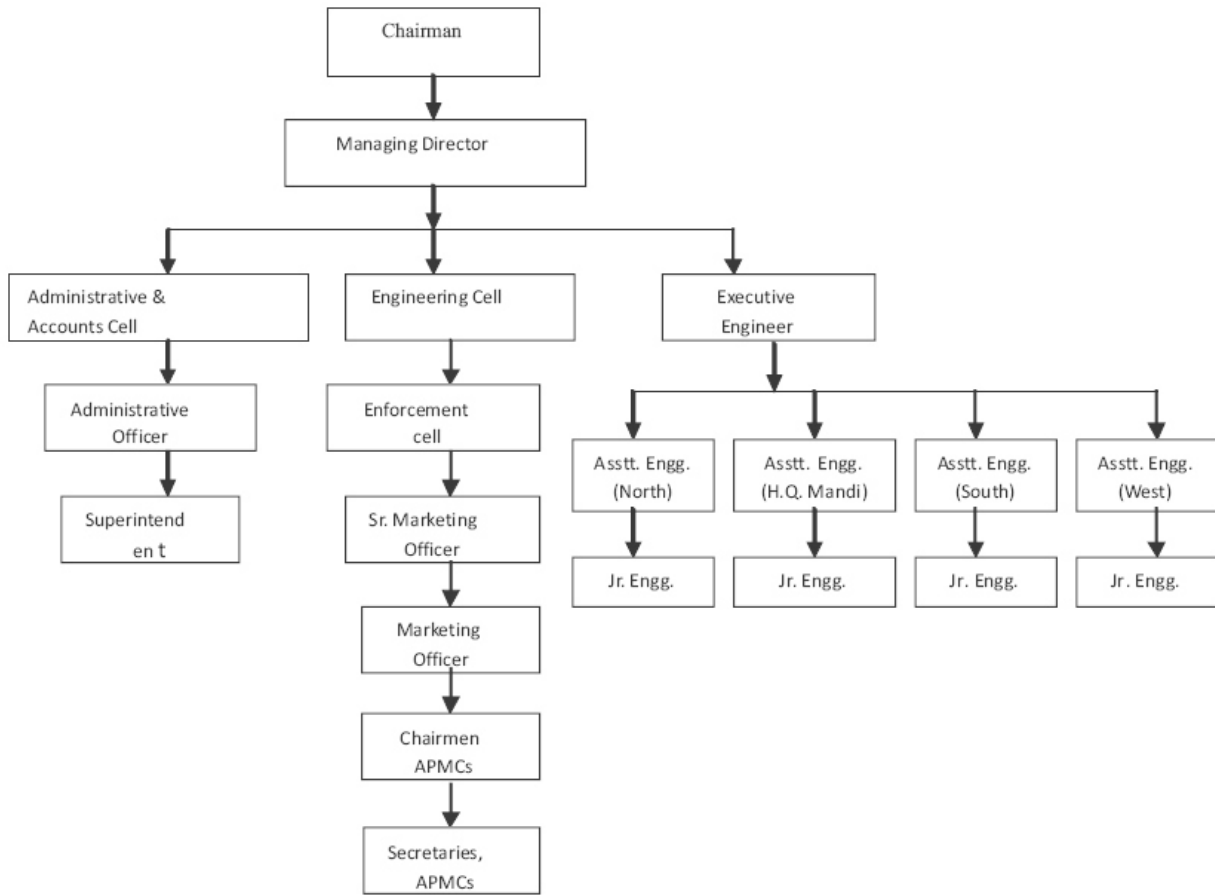 Chairman
Managing Director
Administrative &
Accounts Cell
Engineering Cell
Executive
Engineer
Administrative
Officer
Enforcement
cell
Asstt. Engg.
(North)
Asstt. Engg.
(H.Q. Mandi)
Asstt. Engg.
(South)
Asstt. Engg.
(West)
Superintend
en t
Sr. Marketing
Officer
Jr. Engg.
Jr. Engg.
Jr. Engg.
Jr. Engg.
Marketing
Officer
Chairmen
APMCs
Secretaries,
APMCs